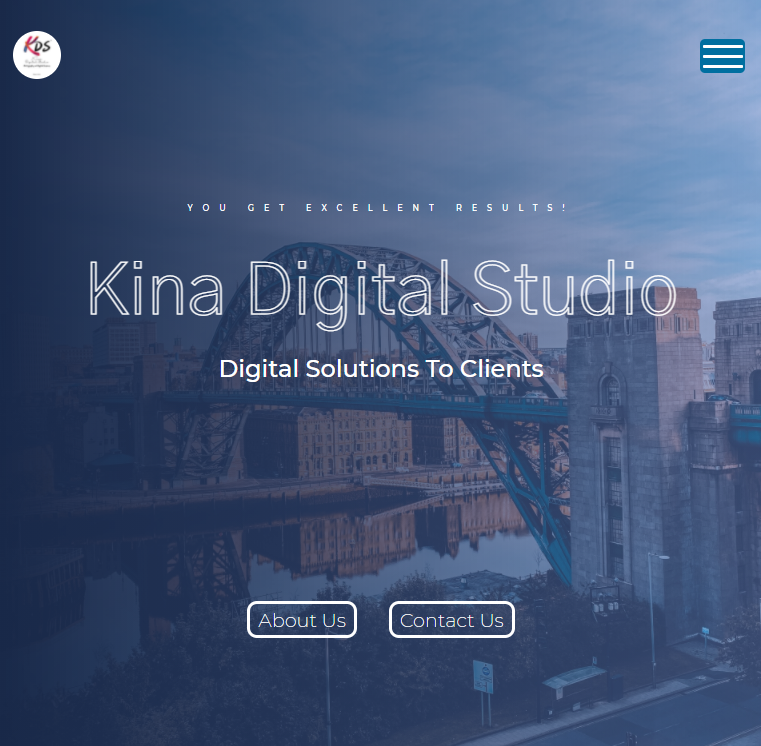 KDS
YOU GET EXCELLENT RESULTS!
Kina Digital Studio
Digital Solutions To Clients
About Us
Contact Us